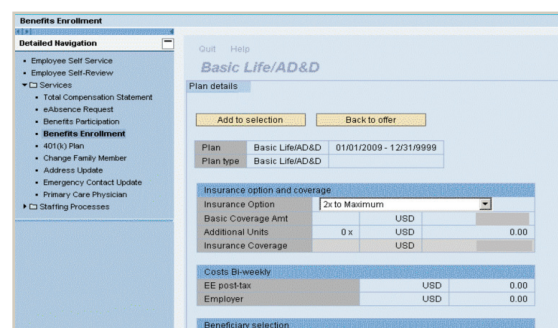 Benefits Enrollment
Detailed Navigation
Employee Self Service
Employee Self-Review
Services
Total Compensation Statement
eAbsence Request
Benefits Participation
Benefits Enrollment
401(k) Plan
Change Family Member
Address Update
Emergency Contact Update
Primary Care Physician
Staffing Processes
Quit Help
Basic Life/AD&D
Plan details
Add to selection Back to offer
Plan Basic Life/AD&D 01/01/2009 - 12/31/9999
Plan type Basic Life/AD&D
Insurance option and coverage
Insurance Option 2x to Maximum
Basic Coverage Amt USD
Additional Units 0 x USD 0.00
Insurance Coverage USD
Costs Bi-weekly
EE post-tax USD 0.00
Employer USD 0.00
Beneficiary selection